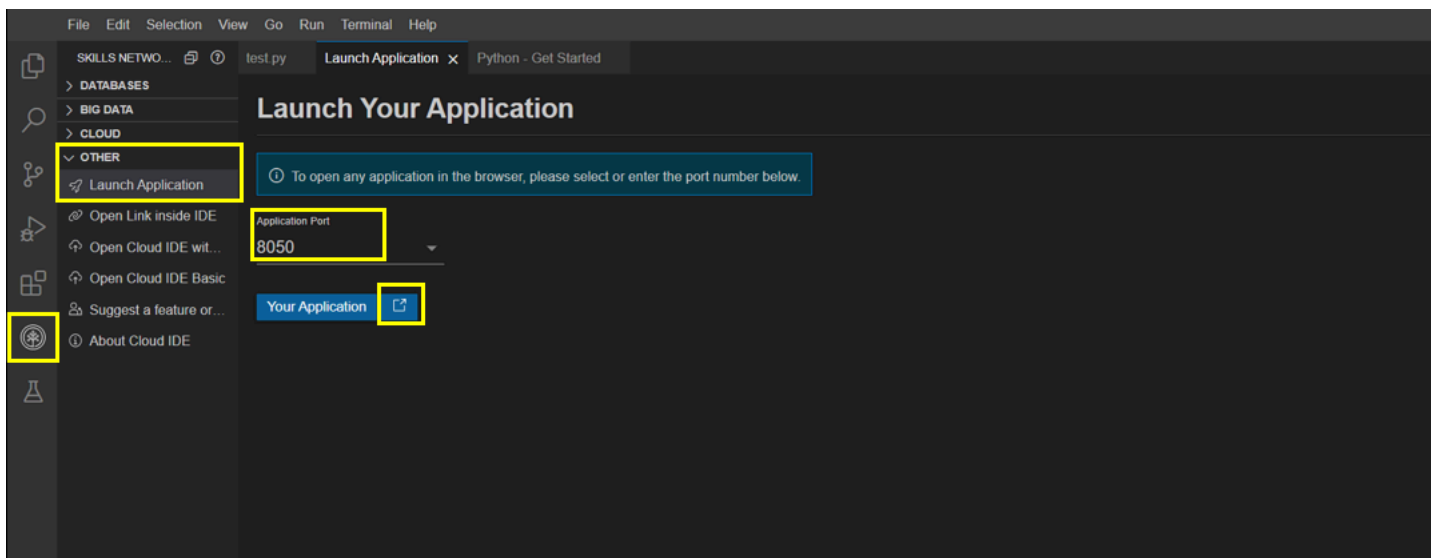 File Edit Selection View Go Run Terminal Help
SKILLS NETWO...
test.py Launch Application Python - Get Started
DATABASES
BIG DATA
CLOUD
OTHER
Launch Application
Open Link inside IDE
Open Cloud IDE wit...
Open Cloud IDE Basic
Suggest a feature or...
About Cloud IDE
Launch Your Application
To open any application in the browser, please select or enter the port number below.
Application Port
8050
Your Application